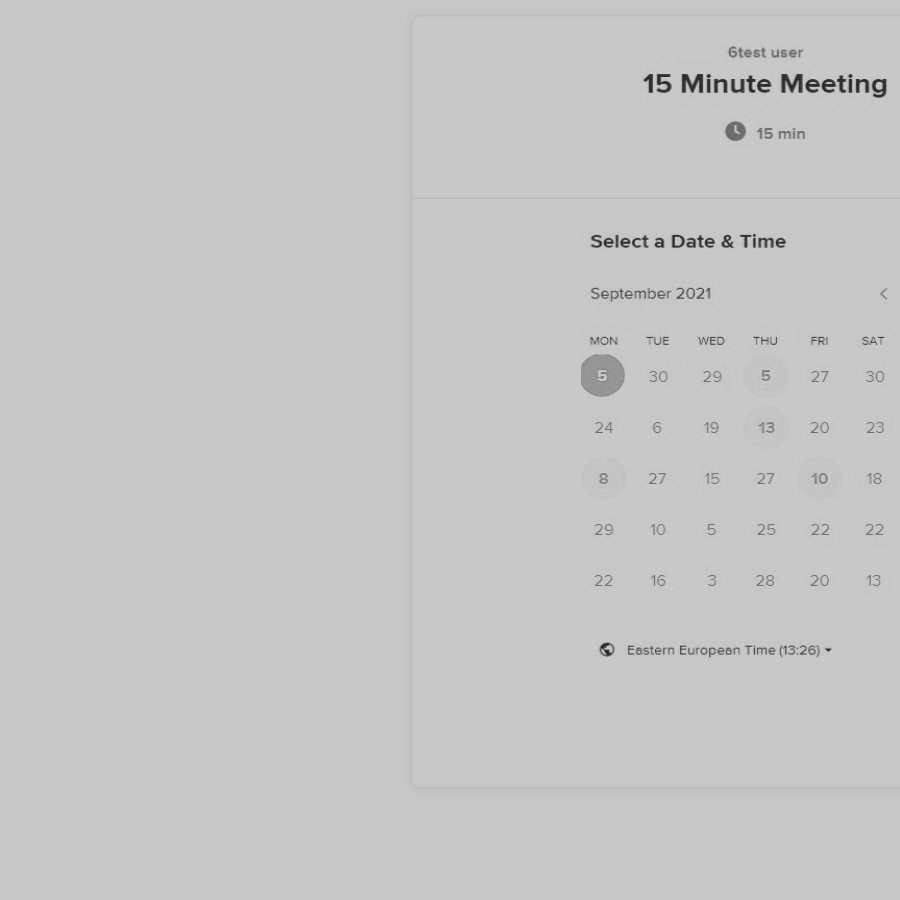 6test user
15 Minute Meeting
15 min
Select a Date & Time
September 2021
MON TUE WED THU FRI SAT
5 30 29 5 27 30
24 6 19 13 20 23
8 27 15 27 10 18
29 10 5 25 22 22
22 16 3 28 20 13
Eastern European Time (13:26)